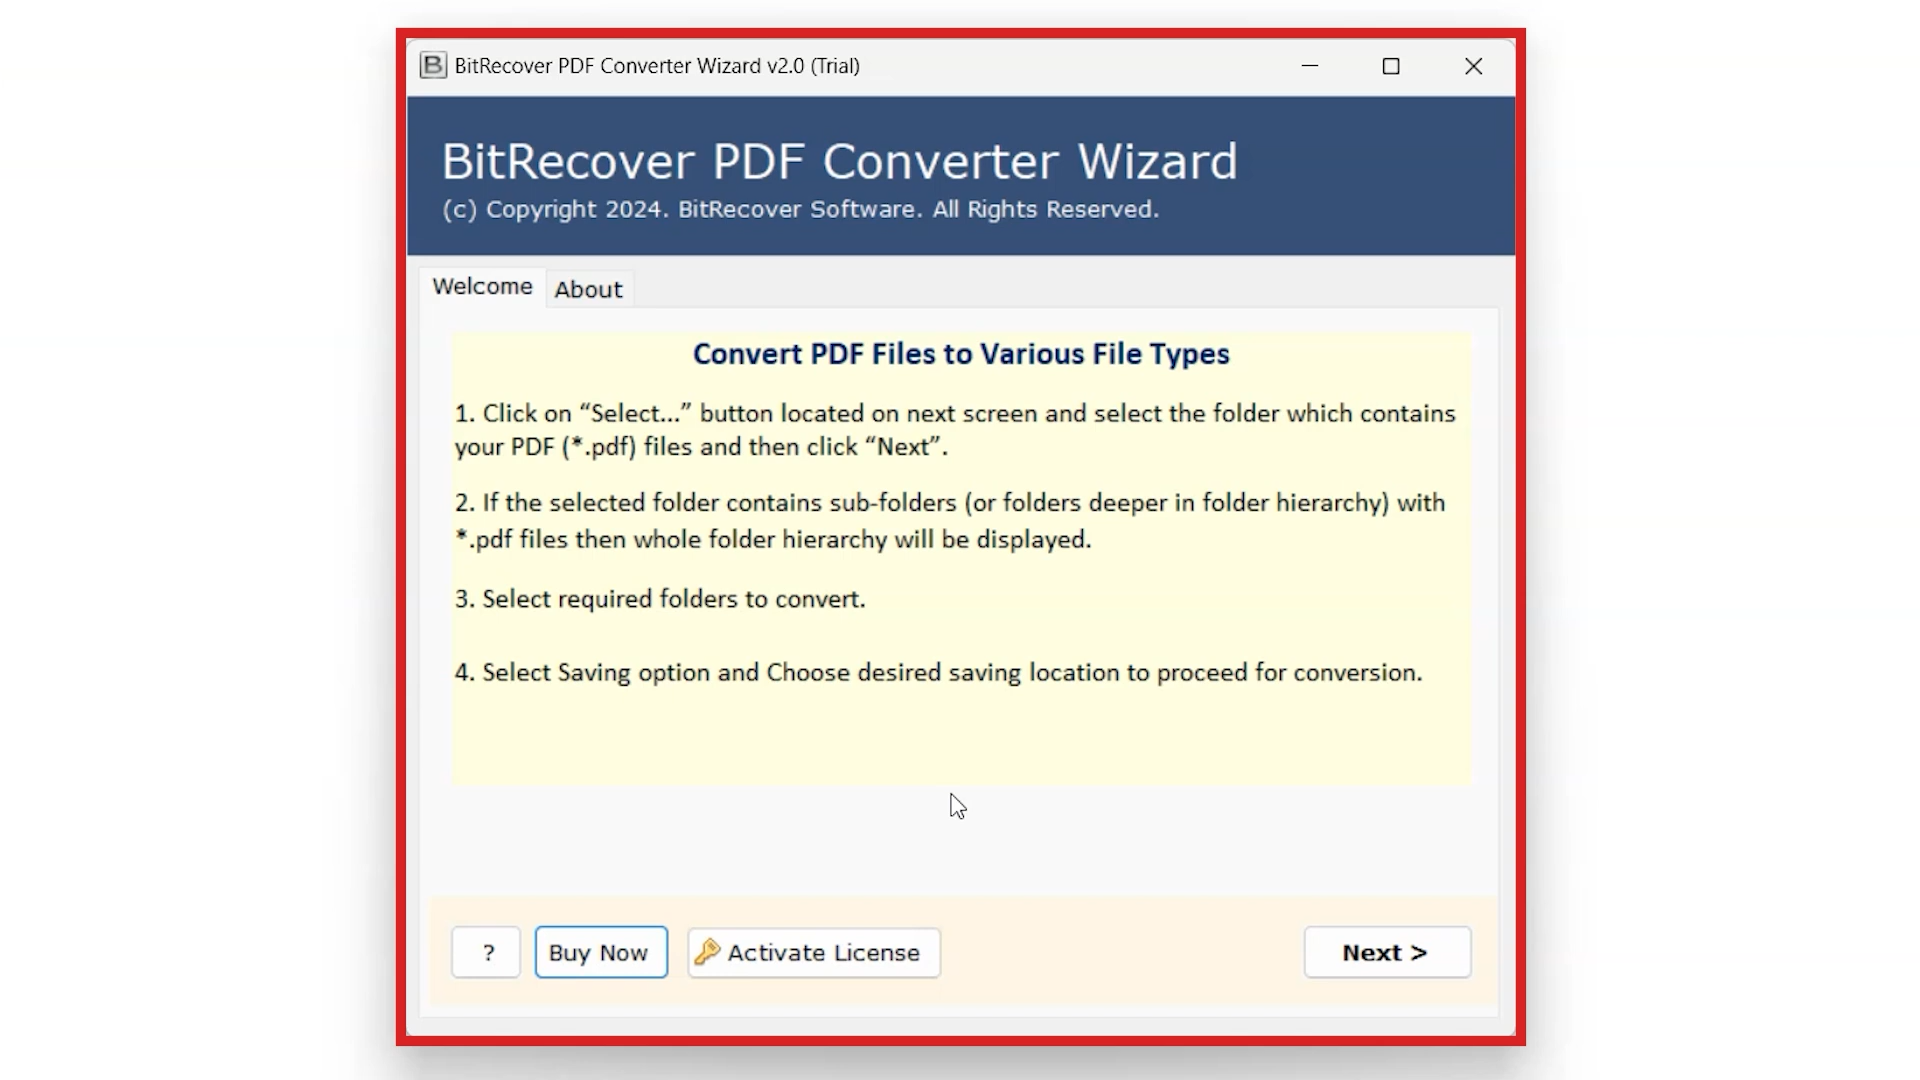 B BitRecover PDF Converter Wizard v2.0 (Trial)
BitRecover PDF Converter Wizard
(c) Copyright 2024. BitRecover Software. All Rights Reserved.
Welcome About
Convert PDF Files to Various File Types
1. Click on “Select...” button located on next screen and select the folder which contains
your PDF (*.pdf) files and then click “Next”.
2. If the selected folder contains sub-folders (or folders deeper in folder hierarchy) with
*.pdf files then whole folder hierarchy will be displayed.
3. Select required folders to convert.
4. Select Saving option and Choose desired saving location to proceed for conversion.
? Buy Now Activate License Next >